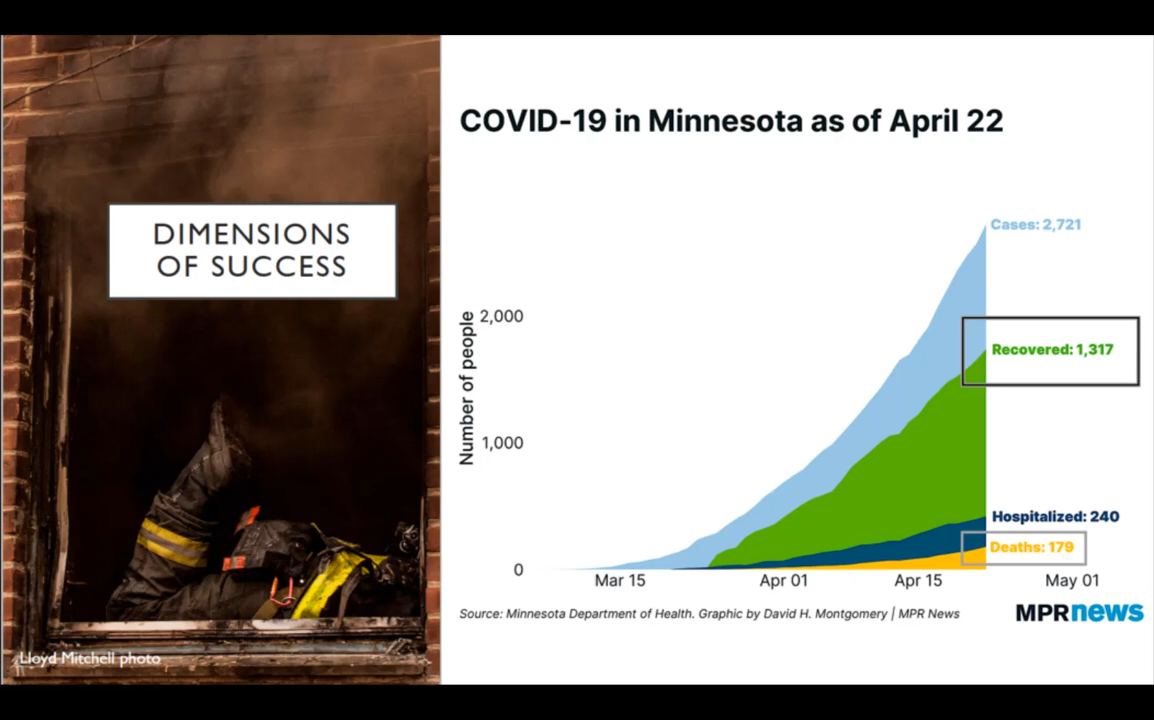 DIMENSIONS
OF SUCCESS
Lloyd Mitchell photo
COVID-19 in Minnesota as of April 22
Cases: 2,721
Recovered: 1,317
Hospitalized: 240
Deaths: 179
Number of people
2,000
1,000
0
Mar 15
Apr 01
Apr 15
May 01
Source: Minnesota Department of Health. Graphic by David H. Montgomery | MPR News
MPRnews